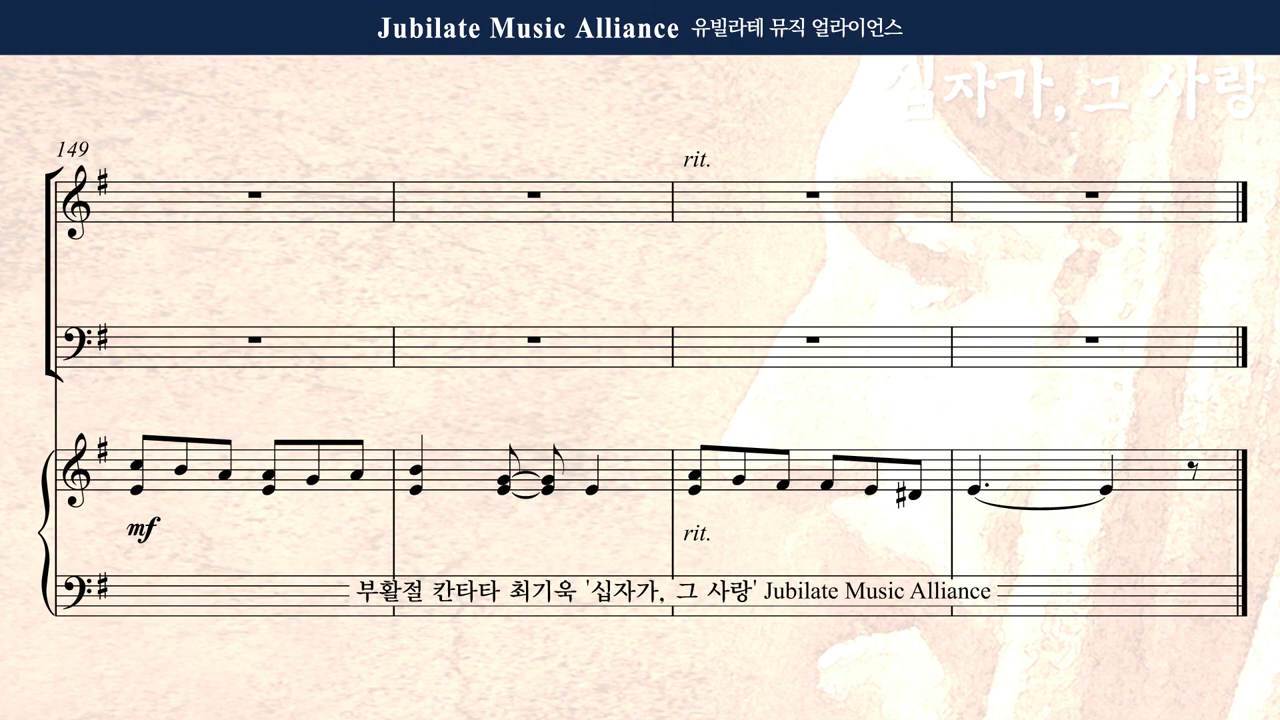 Jubilate Music Alliance 유빌라테 뮤직 얼라이언스
십자가, 그 사랑
149
rit.
mf
rit.
부활절 칸타타 최기욱 '십자가, 그 사랑' Jubilate Music Alliance